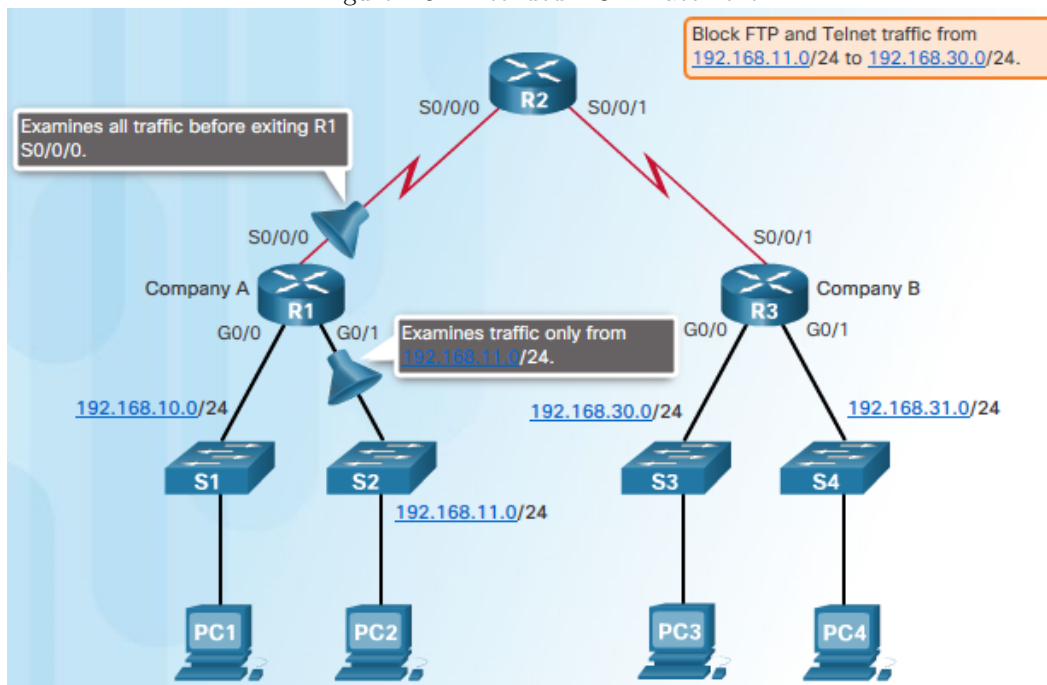 Block FTP and Telnet traffic from
192.168.11.0/24 to 192.168.30.0/24.
R2
S0/0/0
S0/0/1
Examines all traffic before exiting R1
S0/0/0.
S0/0/0
S0/0/1
Company A
R1
R3
Company B
G0/0
G0/1
Examines traffic only from
192.168.11.0/24.
G0/0
G0/1
192.168.10.0/24
192.168.30.0/24
192.168.31.0/24
S1
S2
S3
S4
192.168.11.0/24
PC1
PC2
PC3
PC4